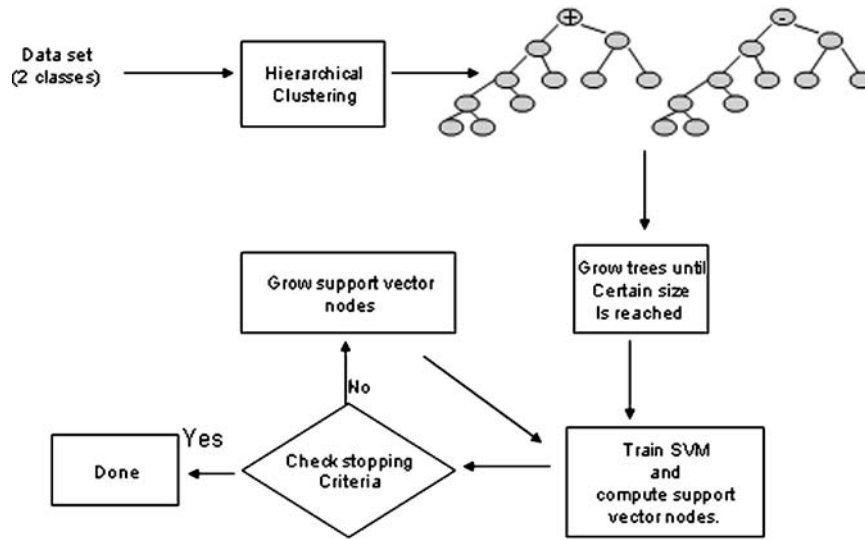 Data set
(2 classes)
Hierarchical
Clustering
+
-
Grow trees until
Certain size
Is reached
Grow support vector
nodes
No
Train SVM
and
compute support
vector nodes.
Check stopping
Criteria
Yes
Done